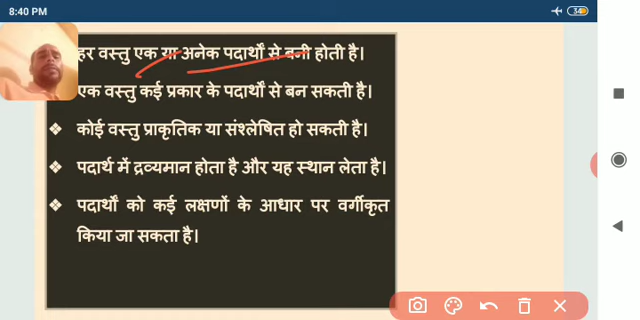 8:40 PM
34
हर वस्तु एक या अनेक पदार्थों से बनी होती है।
एक वस्तु कई प्रकार के पदार्थों से बन सकती है।
❖ कोई वस्तु प्राकृतिक या संश्लेषित हो सकती है।
❖ पदार्थ में द्रव्यमान होता है और यह स्थान लेता है।
❖ पदार्थों को कई लक्षणों के आधार पर वर्गीकृत
किया जा सकता है।